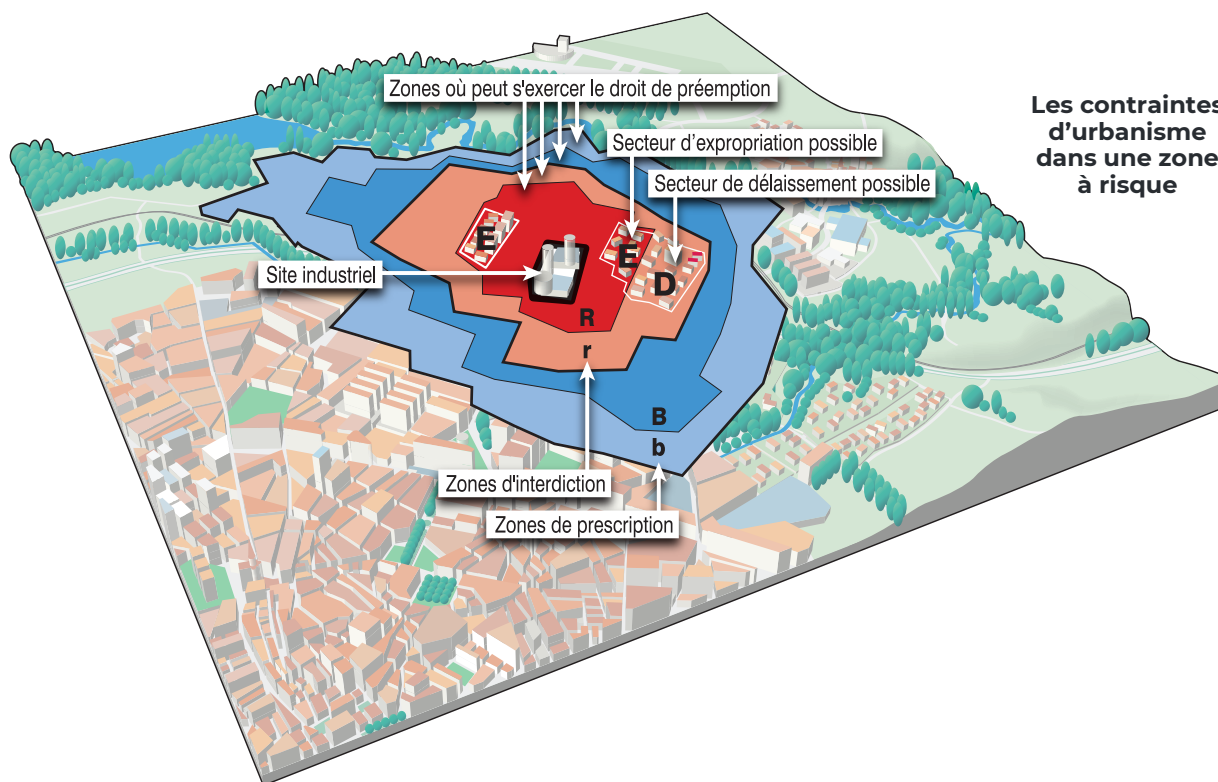 Zones où peut s'exercer le droit de préemption
Les contraintes
d'urbanisme
dans une zone
à risque
Secteur d'expropriation possible
Secteur de délaissement possible
E
E
D
Site industriel
R
r
B
b
Zones d'interdiction
Zones de prescription